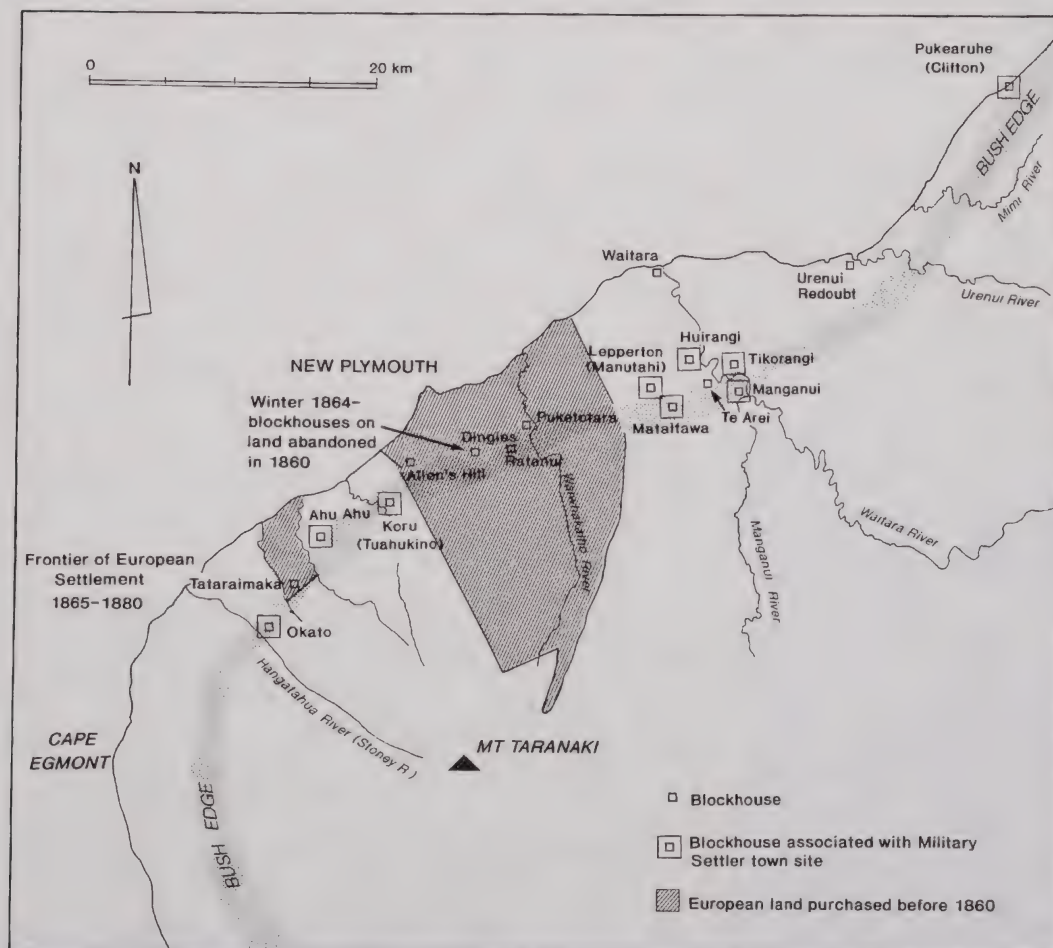 0
20 km
N
Pukearuhe
(Clifton)
BUSH EDGE
Mimi River
Waitara
Urenui
Redoubt
Urenui River
Huirangi
Lepperton
(Manutahi)
Tikorangi
Manganui
Te Arei
Mataitawa
NEW PLYMOUTH
Winter 1864-
blockhouses on
land abandoned
in 1860
Puketotara
Dingles
Ratanui
Allen's Hill
Waiwhakaiho River
Ahu Ahu
Koru
(Tuahukino)
Manganui River
Waitara River
Frontier of European
Settlement
1865-1880
Tataraimaka
Okato
Hangatahua River (Stoney R)
CAPE
EGMONT
MT TARANAKI
BUSH EDGE
Blockhouse
Blockhouse associated with Military
Settler town site
European land purchased before 1860